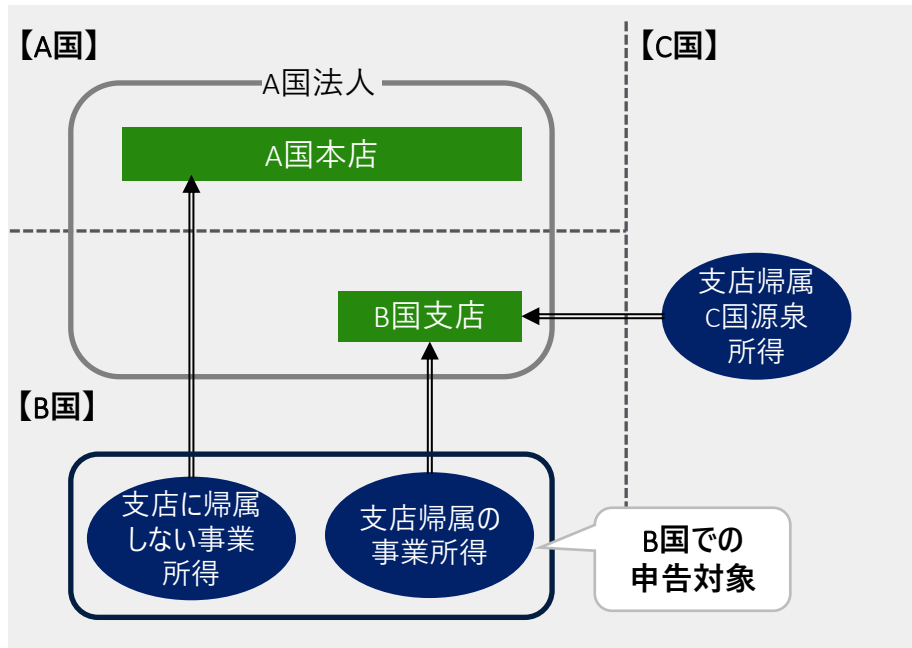 【A国】
【C国】
A国法人
A国本店
支店帰属
C国源泉
所得
B国支店
【B国】
支店に帰属
しない事業
所得
支店帰属の
事業所得
B国での
申告対象